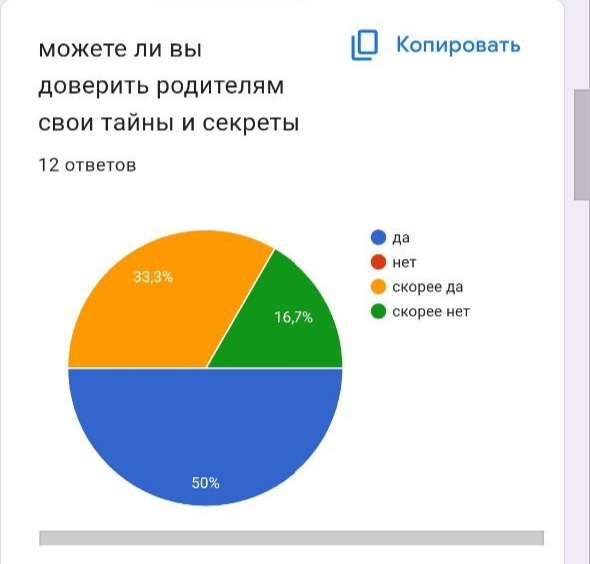 можете ли вы
доверить родителям
свои тайны и секреты
Копировать
12 ответов
33,3%
16,7%
50%
да
нет
скорее да
скорее нет